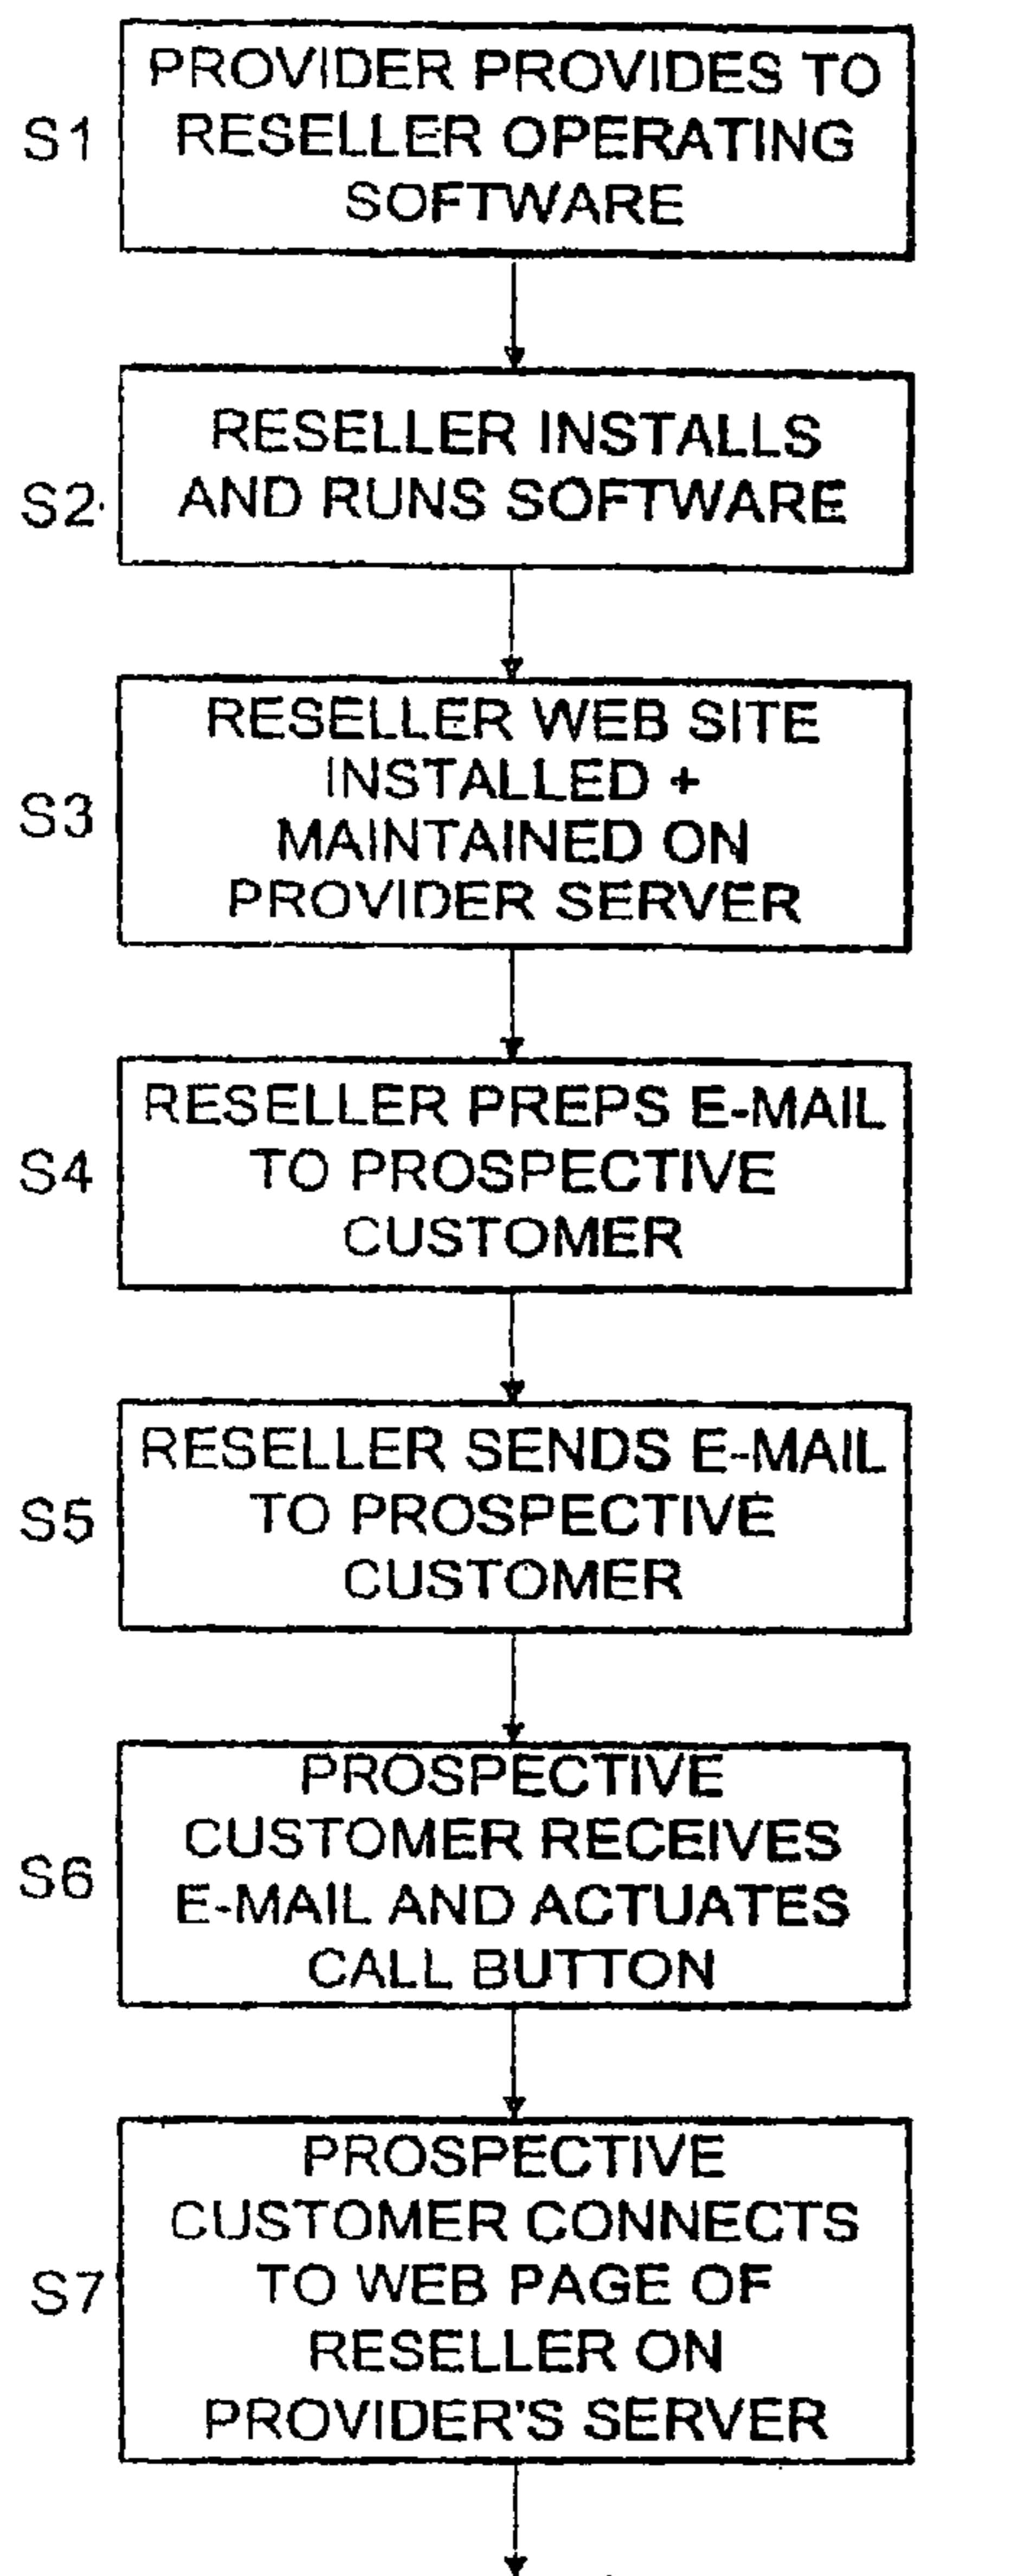 S1
PROVIDER PROVIDES TO
RESELLER OPERATING
SOFTWARE
S2
RESELLER INSTALLS
AND RUNS SOFTWARE
S3
RESELLER WEB SITE
INSTALLED +
MAINTAINED ON
PROVIDER SERVER
S4
RESELLER PREPS E-MAIL
TO PROSPECTIVE
CUSTOMER
S5
RESELLER SENDS E-MAIL
TO PROSPECTIVE
CUSTOMER
S6
PROSPECTIVE
CUSTOMER RECEIVES
E-MAIL AND ACTUATES
CALL BUTTON
S7
PROSPECTIVE
CUSTOMER CONNECTS
TO WEB PAGE OF
RESELLER ON
PROVIDER'S SERVER